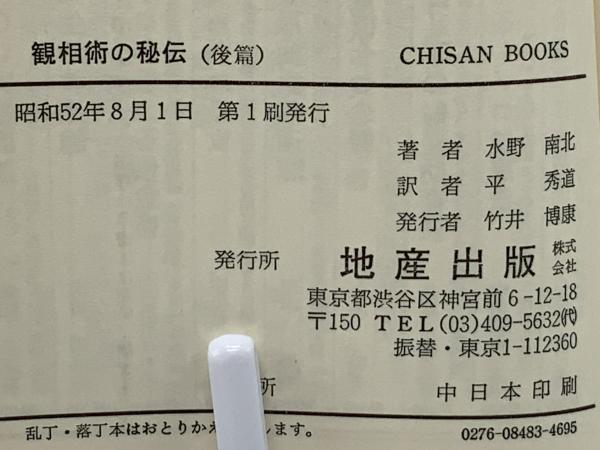 観相術の秘伝（後篇） CHISAN BOOKS
昭和52年8月1日 第1刷発行
著者 水野 南北
訳者 平 秀道
発行者 竹井 博康
発行所 地産出版 株式会社
東京都渋谷区神宮前6-12-18
〒150 TEL(03)409-5632(代)
振替・東京1-112360
所 中日本印刷
乱丁・落丁本はおとりかえ します。 0276-08483-4695